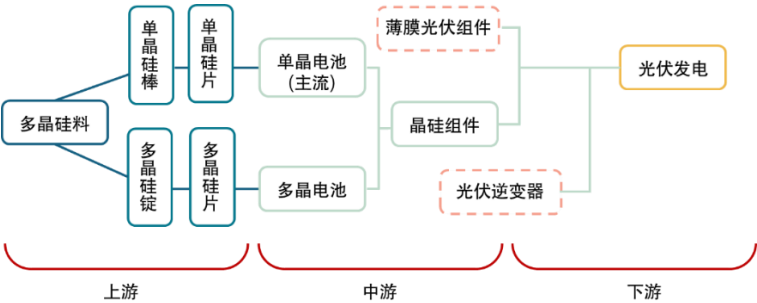 多晶硅料
单晶硅棒
单晶硅片
多晶硅锭
多晶硅片
单晶电池
(主流)
多晶电池
薄膜光伏组件
晶硅组件
光伏逆变器
光伏发电
上游
中游
下游